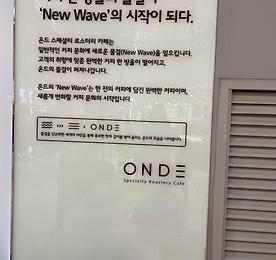 'New Wave'의 시작이 되다.
온드 스페셜티 로스터리 카페는
일반적인 커피 문화에 새로운 물결(New Wave)을 일으킵니다.
고객의 취향에 맞춘 완벽한 커피 한 방울이 떨어지고,
온드의 물결이 퍼져나갑니다.
온드의 'New Wave'는 한 잔의 커피에 담긴 완벽한 커피이며,
새롭게 변화할 커피 문화의 시작입니다.
+ ONDE
ONDE
Specialty Roastery Cafe